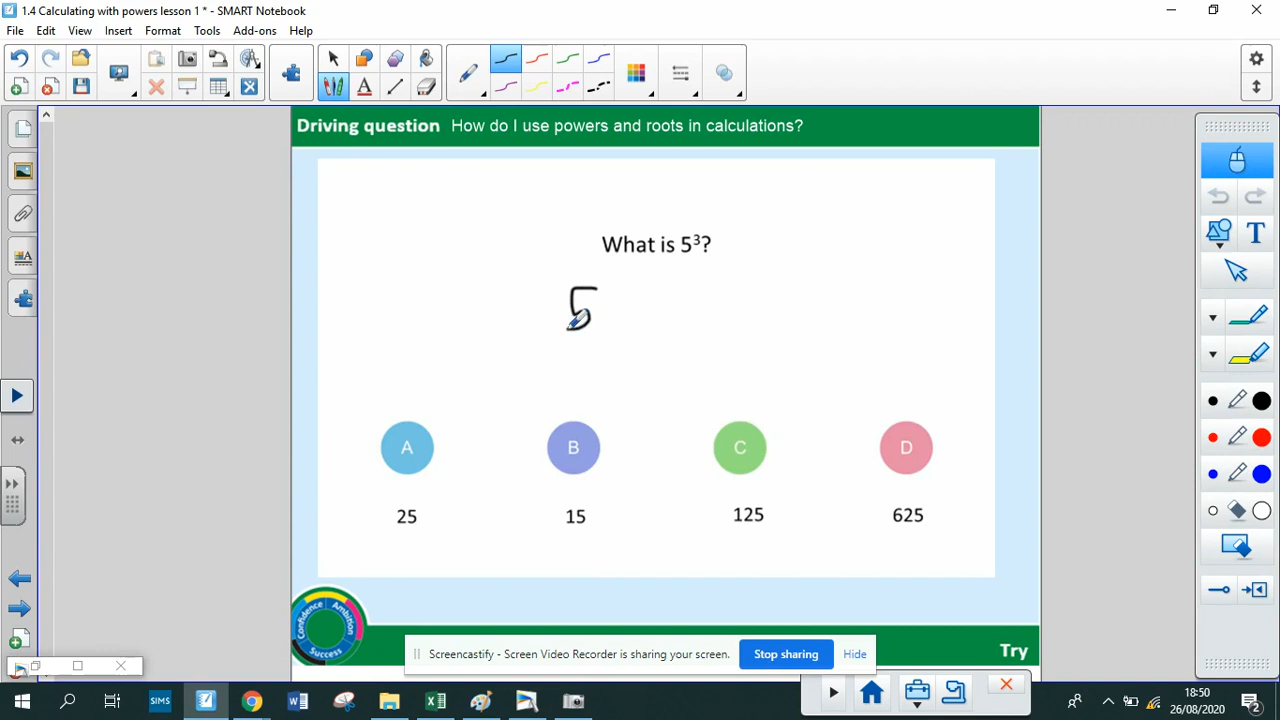 1.4 Calculating with powers lesson 1 * - SMART Notebook
File Edit View Insert Format Tools Add-ons Help
Driving question How do I use powers and roots in calculations?
What is 5³?
5
A B C D
25 15 125 625
Confidence Ambition Success
Screencastify - Screen Video Recorder is sharing your screen. Stop sharing Hide
Try
SIMS
18:50
26/08/2020
2